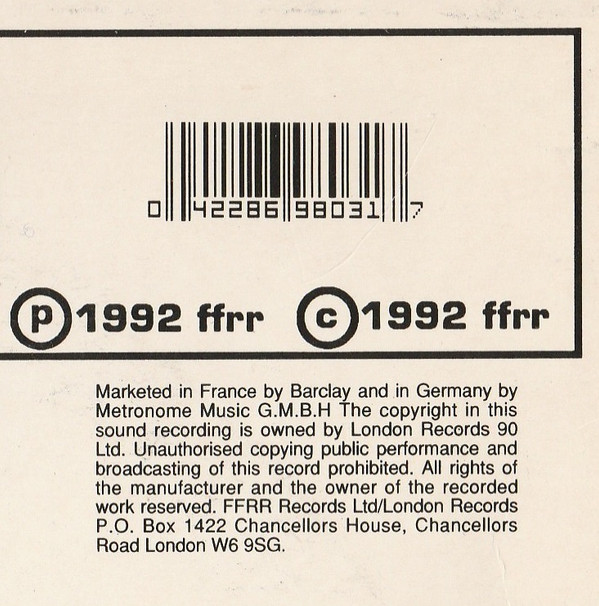 0 42286 98031 7
℗ 1992 ffrr © 1992 ffrr
Marketed in France by Barclay and in Germany by
Metronome Music G.M.B.H The copyright in this
sound recording is owned by London Records 90
Ltd. Unauthorised copying public performance and
broadcasting of this record prohibited. All rights of
the manufacturer and the owner of the recorded
work reserved. FFRR Records Ltd/London Records
P.O. Box 1422 Chancellors House, Chancellors
Road London W6 9SG.